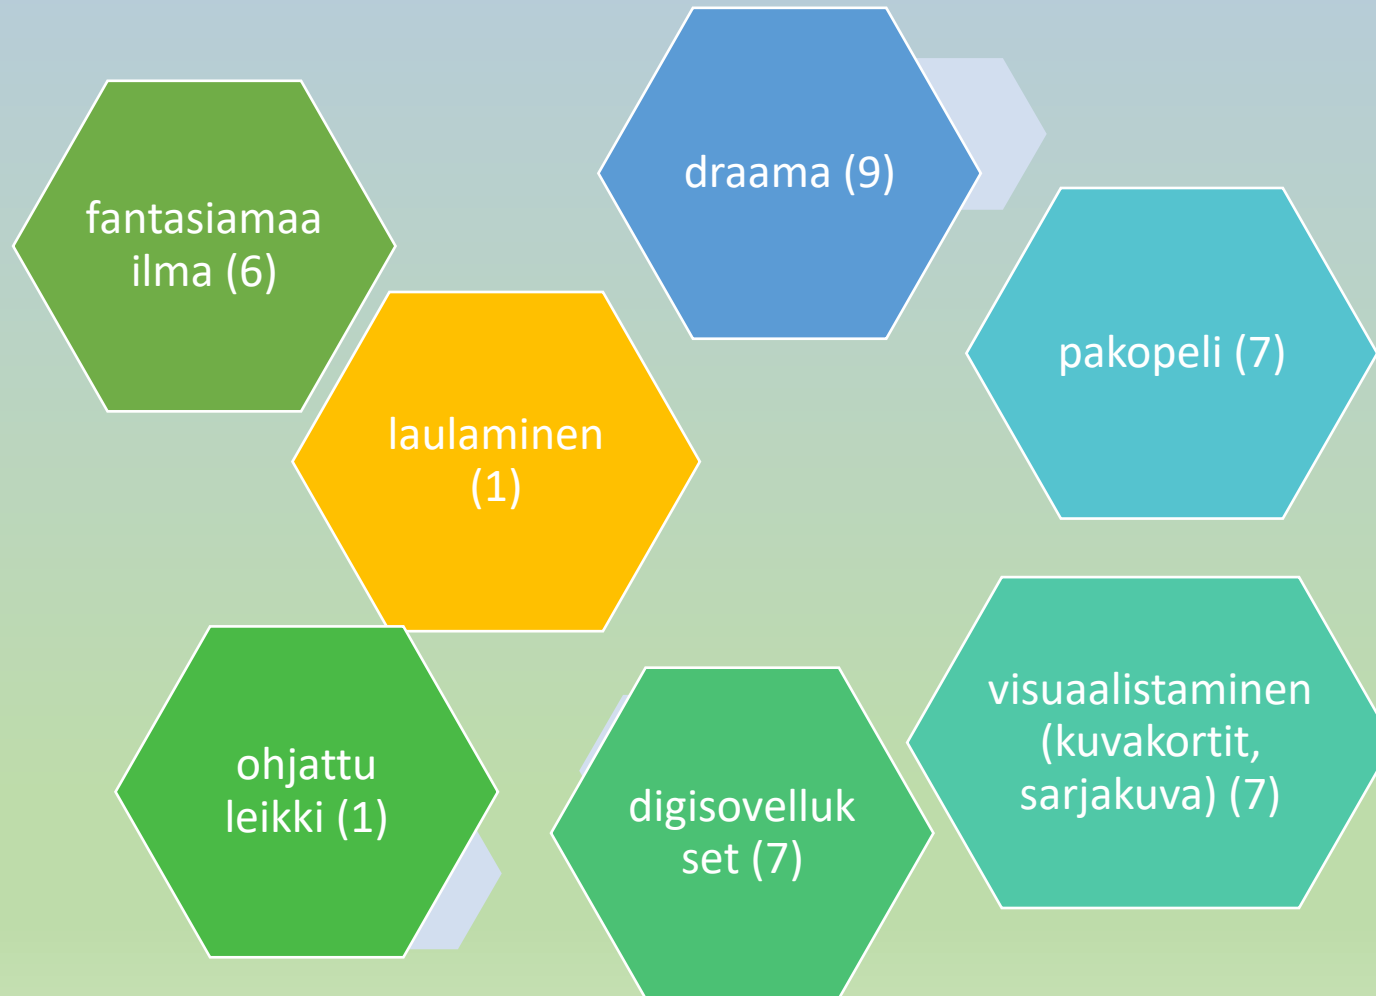 fantasiamaa
ilma (6)
draama (9)
pakopeli (7)
laulaminen
(1)
ohjattu
leikki (1)
digisovelluk
set (7)
visuaalistaminen
(kuvakortit,
sarjakuva) (7)